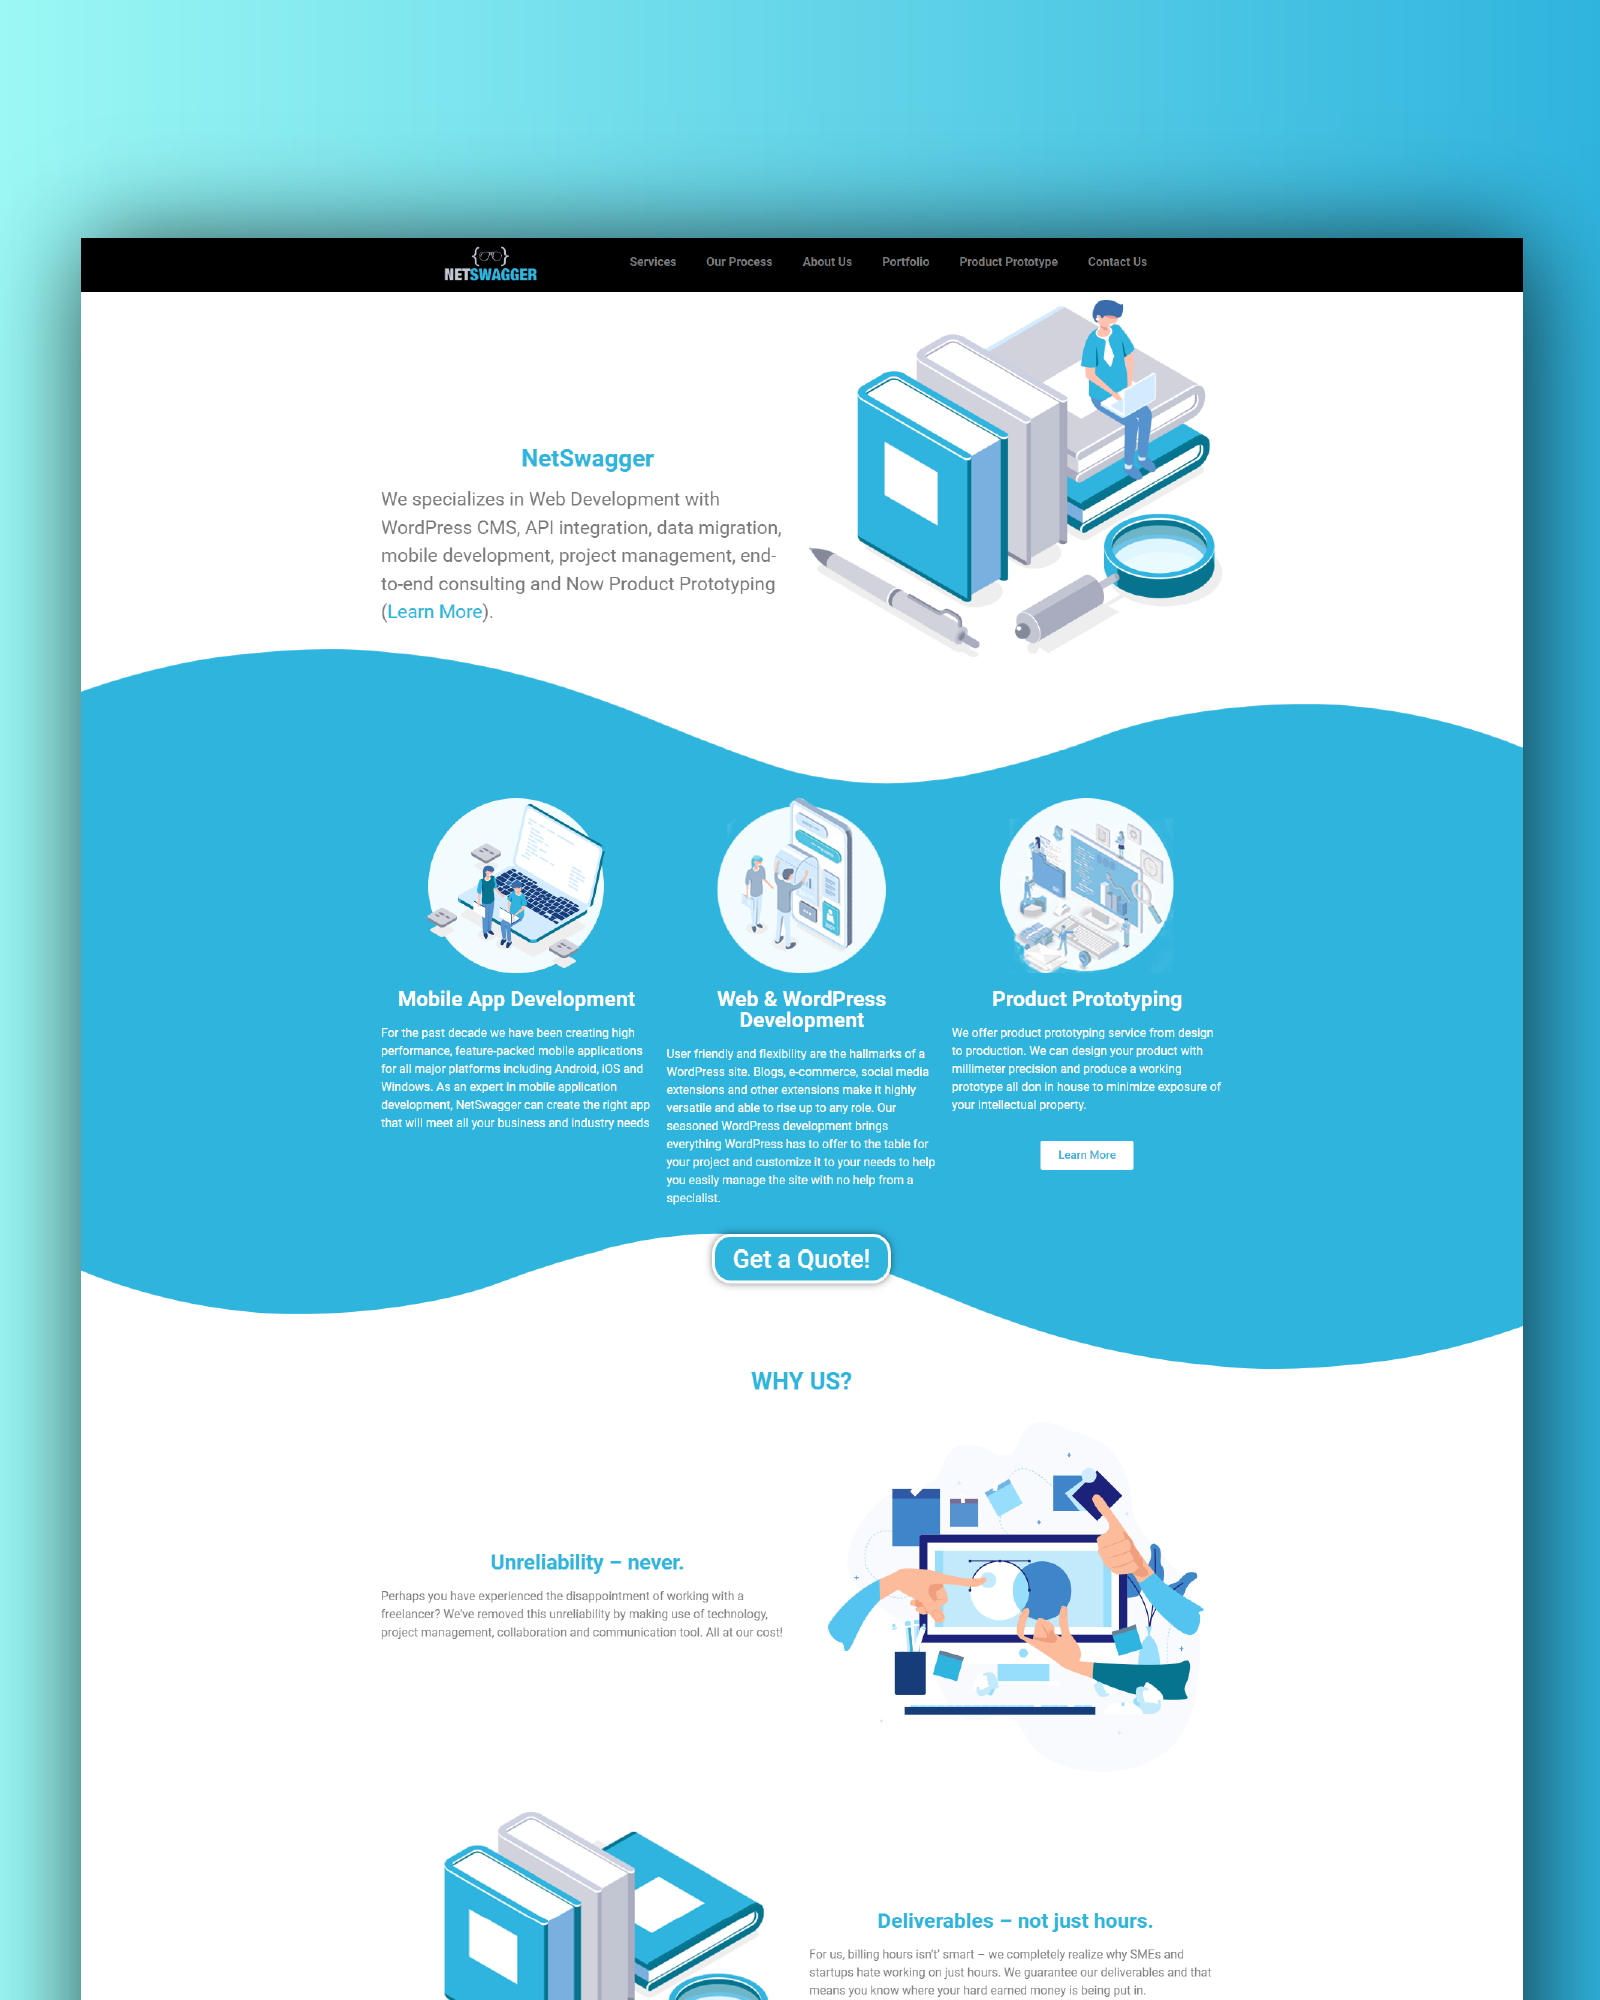 NETSWAGGER
Services
Our Process
About Us
Portfolio
Product Prototype
Contact Us
NetSwagger
We specializes in Web Development with
WordPress CMS, API integration, data migration,
mobile development, project management, end-
to-end consulting and Now Product Prototyping
(Learn More).
Mobile App Development
For the past decade we have been creating high
performance, feature-packed mobile applications
for all major platforms including Android, iOS and
Windows. As an expert in mobile application
development, NetSwagger can create the right app
that will meet all your business and industry needs
Web & WordPress
Development
User friendly and flexibility are the hallmarks of a
WordPress site. Blogs, e-commerce, social media
extensions and other extensions make it highly
versatile and able to rise up to any role. Our
seasoned WordPress development brings
everything WordPress has to offer to the table for
your project and customize it to your needs to help
you easily manage the site with no help from a
specialist.
Product Prototyping
We offer product prototyping service from design
to production. We can design your product with
millimeter precision and produce a working
prototype all don in house to minimize exposure of
your intellectual property.
Learn More
Get a Quote!
WHY US?
Unreliability – never.
Perhaps you have experienced the disappointment of working with a
freelancer? We've removed this unreliability by making use of technology,
project management, collaboration and communication tool. All at our cost!
Deliverables – not just hours.
For us, billing hours isn't' smart – we completely realize why SMEs and
startups hate working on just hours. We guarantee our deliverables and that
means you know where your hard earned money is being put in.